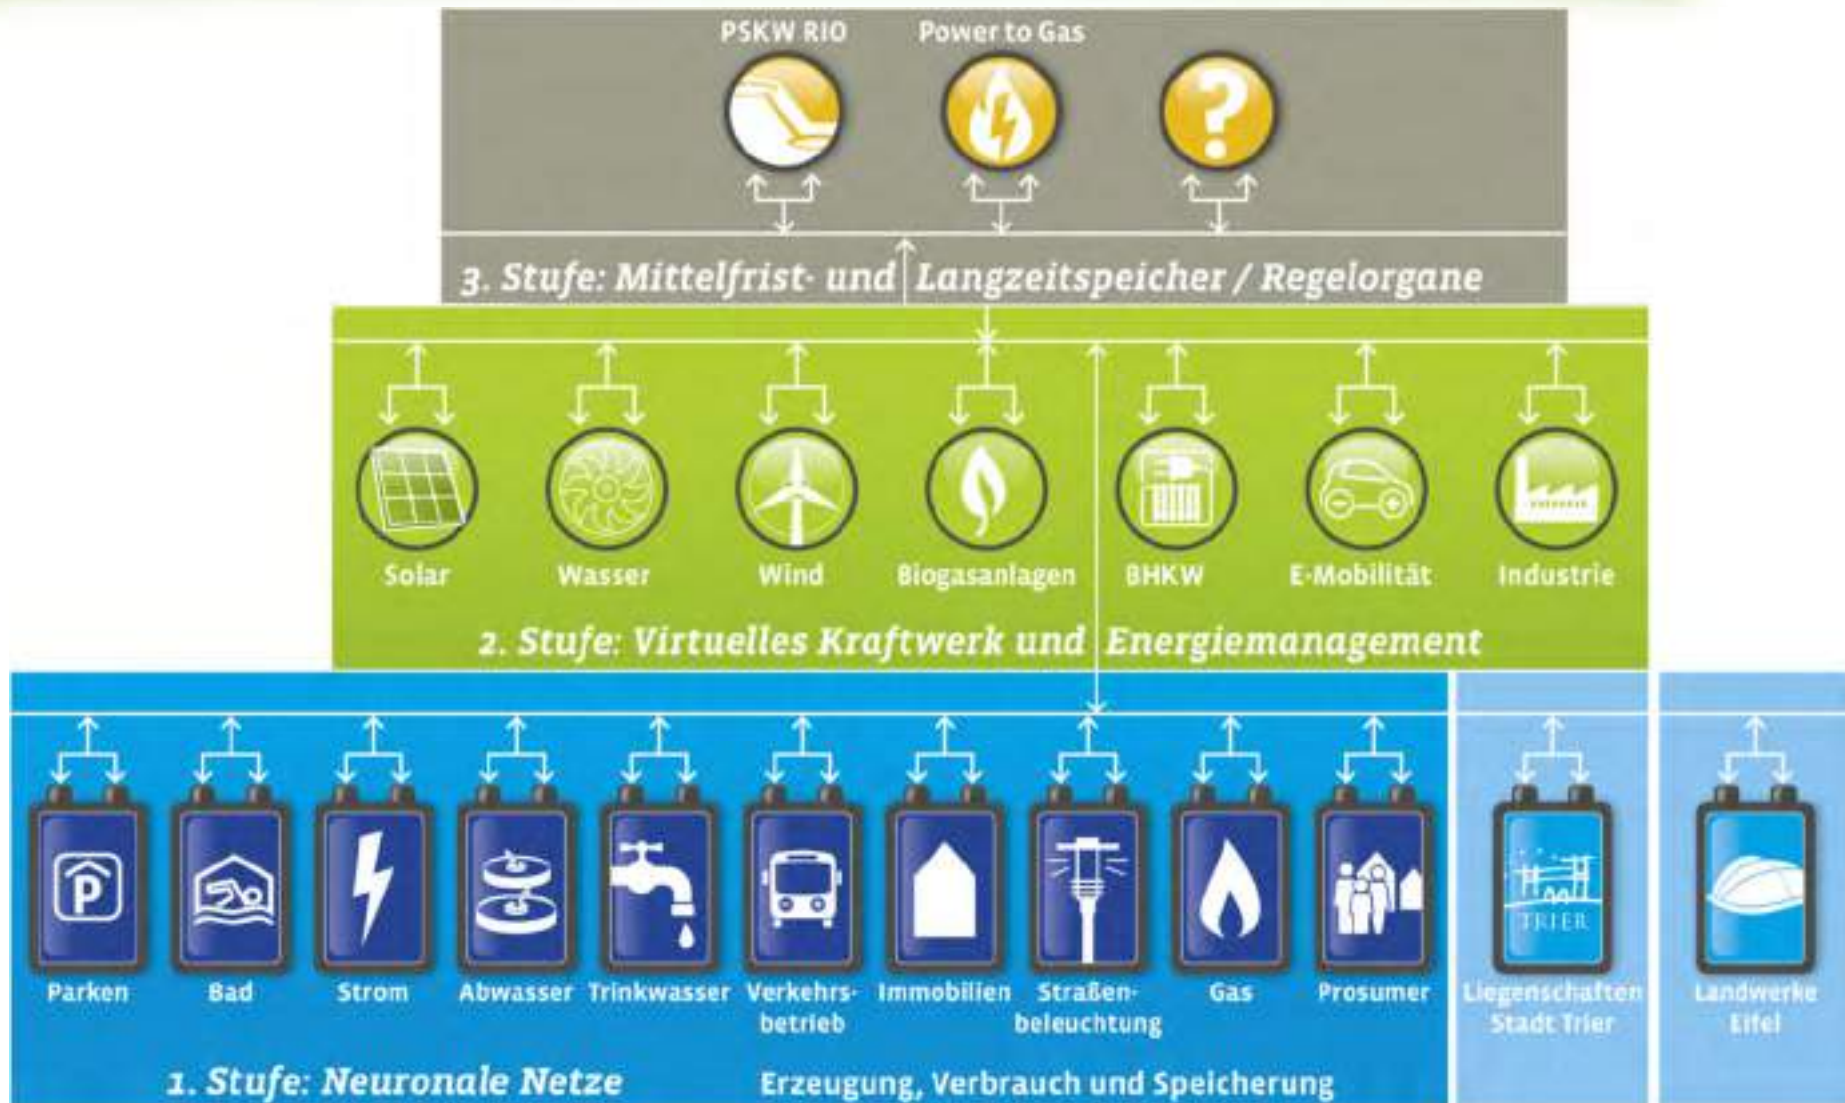 PSKW RIO
Power to Gas
?
3. Stufe: Mittelfrist- und Langzeitspeicher / Regelorgane
Solar
Wasser
Wind
Biogasanlagen
BHKW
E-Mobilität
Industrie
2. Stufe: Virtuelles Kraftwerk und Energiemanagement
P
TRIER
Parken
Bad
Strom
Abwasser
Trinkwasser
Verkehrs-
betrieb
Immobilien
Straßen-
beleuchtung
Gas
Prosumer
Liegenschaften
Stadt Trier
Landwerke
Eifel
1. Stufe: Neuronale Netze
Erzeugung, Verbrauch und Speicherung